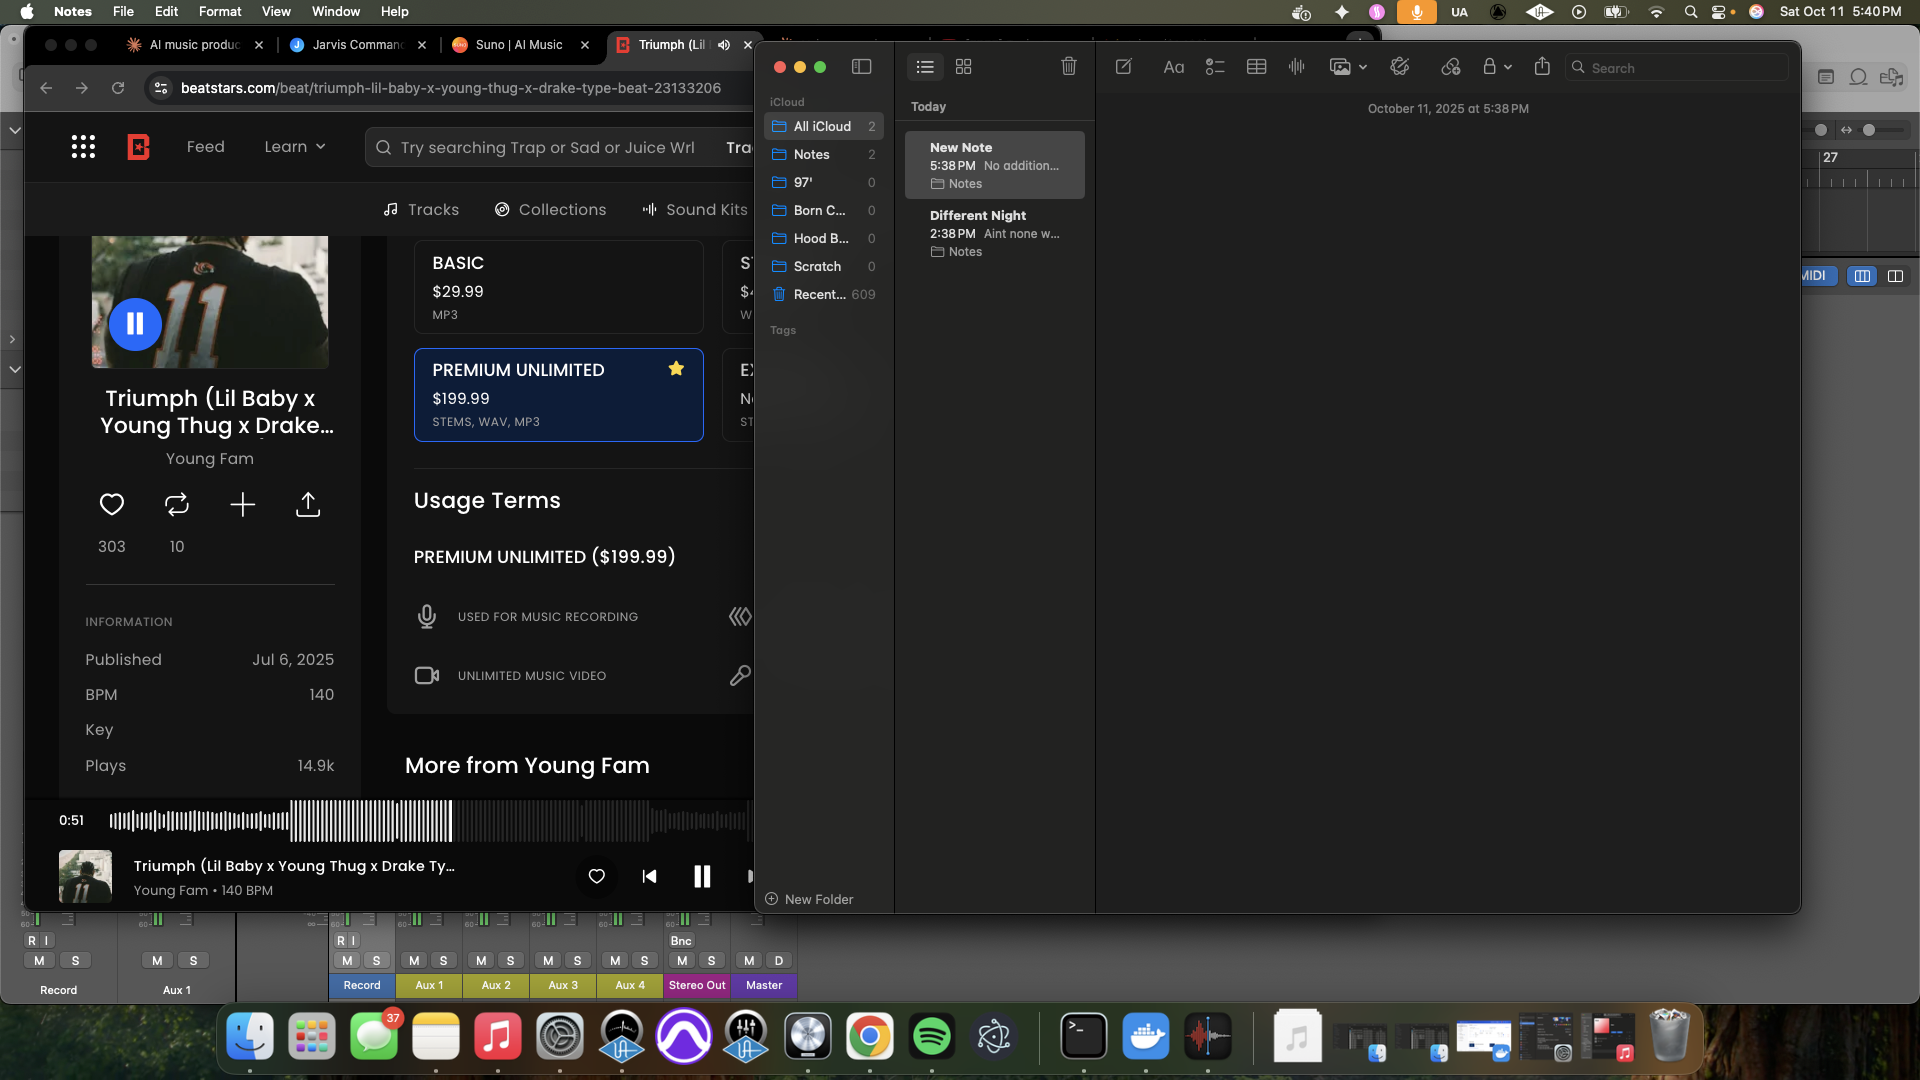 Notes File Edit Format View Window Help
UA
Sat Oct 11 5:40 PM
AI music produc
Jarvis Comman
Suno | AI Music
Triumph (Lil
beatstars.com/beat/triumph-lil-baby-x-young-thug-x-drake-type-beat-23133206
Feed
Learn
Try searching Trap or Sad or Juice Wrl
Tra
Tracks
Collections
Sound Kits
BASIC
$29.99
MP3
PREMIUM UNLIMITED
$199.99
STEMS, WAV, MP3
11
Triumph (Lil Baby x
Young Thug x Drake...
Young Fam
303
10
INFORMATION
Published Jul 6, 2025
BPM 140
Key
Plays 14.9k
Usage Terms
PREMIUM UNLIMITED ($199.99)
USED FOR MUSIC RECORDING
UNLIMITED MUSIC VIDEO
More from Young Fam
0:51
Triumph (Lil Baby x Young Thug x Drake Ty...
Young Fam • 140 BPM
iCloud
All iCloud 2
Notes 2
97' 0
Born C... 0
Hood B... 0
Scratch 0
Recent... 609
Tags
New Folder
Today
New Note
5:38 PM No addition...
Notes
Different Night
2:38 PM Aint none w...
Notes
Aa
Search
October 11, 2025 at 5:38 PM
27
MIDI
R I
M S
Record
M S
Aux 1
R I
M S
Record
M S
Aux 1
M S
Aux 2
M S
Aux 3
M S
Aux 4
Bnc
M S
Stereo Out
M D
Master
37